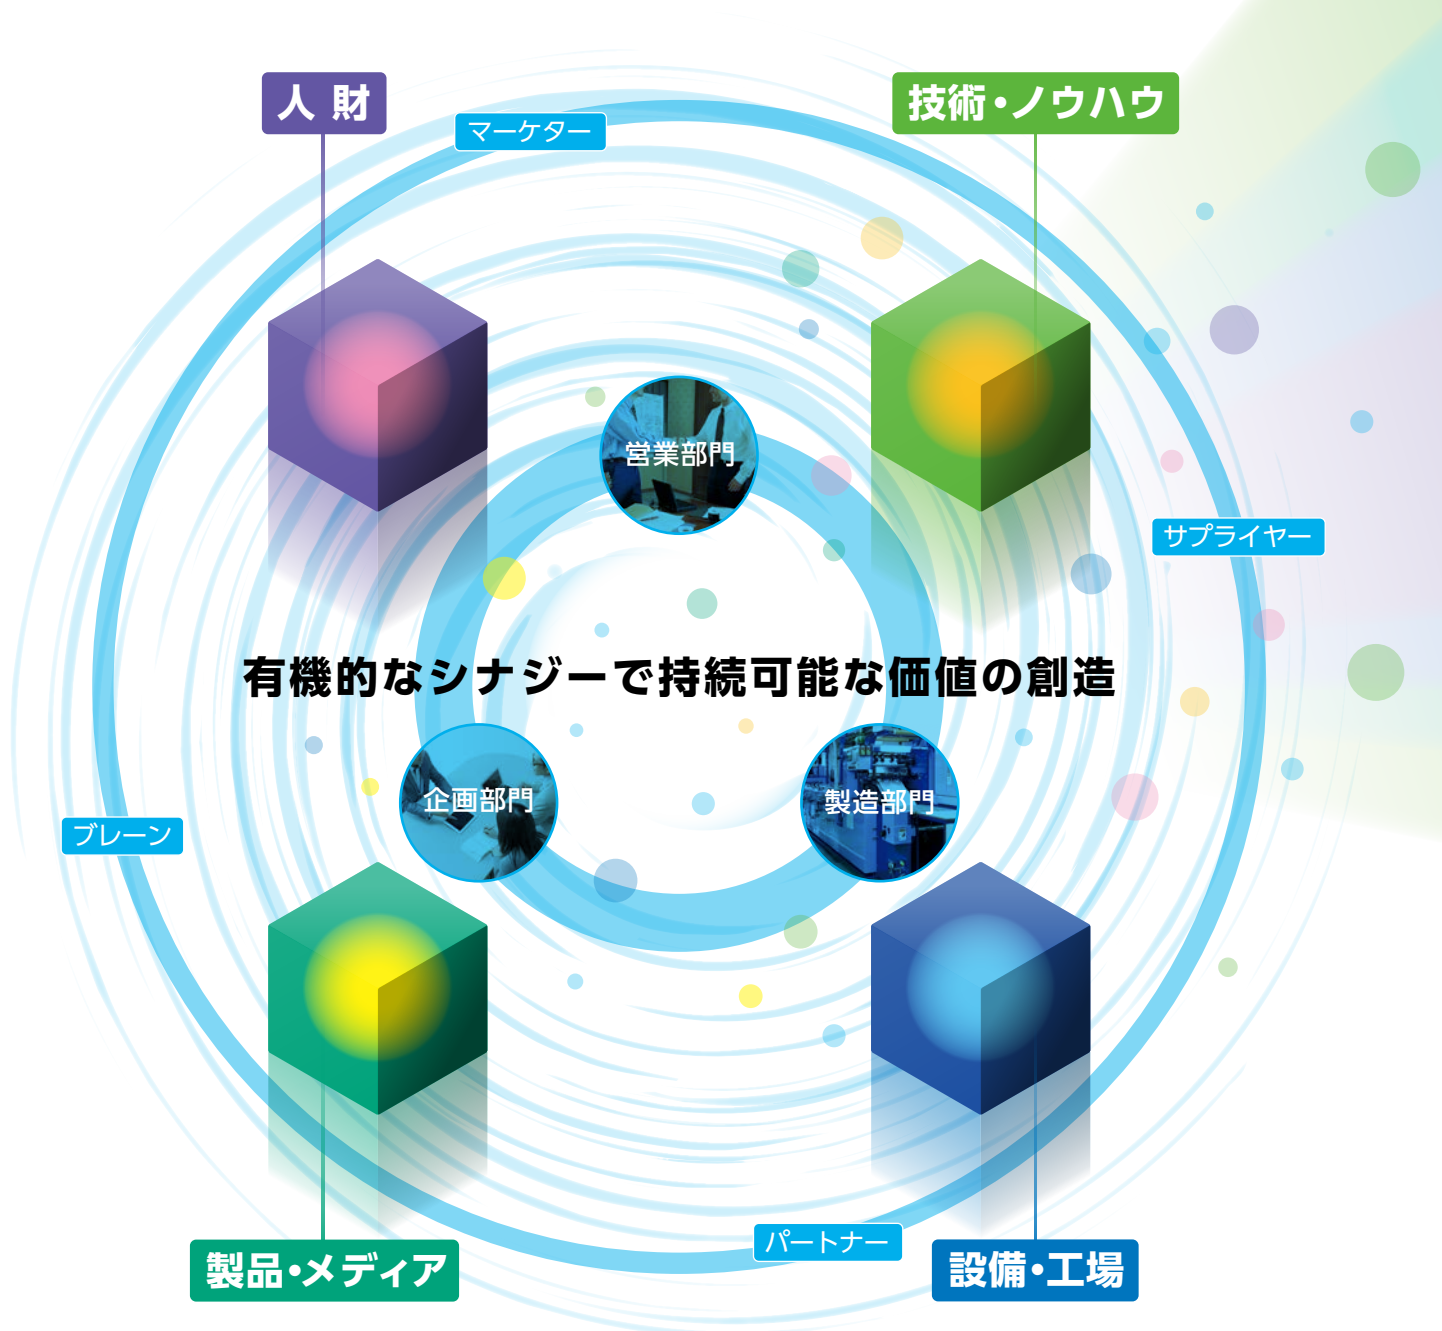 人 財
技術・ノウハウ
マーケター
営業部門
サプライヤー
有機的なシナジーで持続可能な価値の創造
企画部門
製造部門
ブレーン
パートナー
製品・メディア
設備・工場